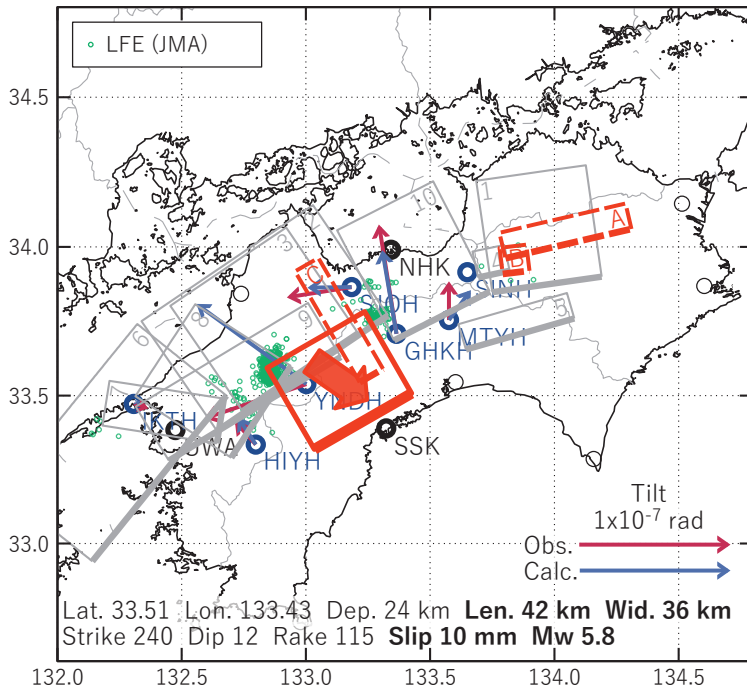 LFE (JMA)
34.5
34.0
33.5
33.0
132.0 132.5 133.0 133.5 134.0 134.5
1
10
3
4
5
9
8
6
A
B
C
NHK
SINH
SJOH
MTYH
GHKH
YNDH
IKTH
UWA
HIYH
SSK
Tilt
1x10-7 rad
Obs.
Calc.
Lat. 33.51 Lon. 133.43 Dep. 24 km Len. 42 km Wid. 36 km
Strike 240 Dip 12 Rake 115 Slip 10 mm Mw 5.8